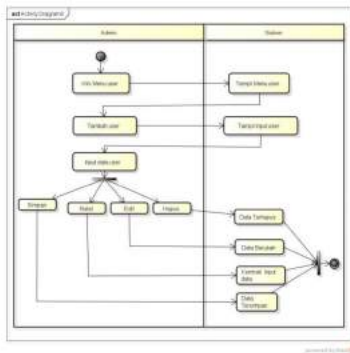 act Activity Diagram0
Admin
Sistem
Klik Menu user
Tampil Menu user
Tambah user
Tampil input user
Input data user
Simpan
Batal
Edit
Hapus
Data Terhapus
Data Berubah
Kembali Input
data
Data
Tersimpan